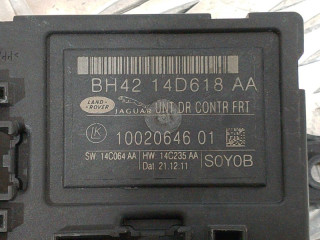 BH42 14D618 AA
LAND-ROVER JAGUAR UNT DR CONTR FRT
IK 10020646 01
SW 14C064 AA HW 14C235 AA
Dat 21.12.11 S0Y0B